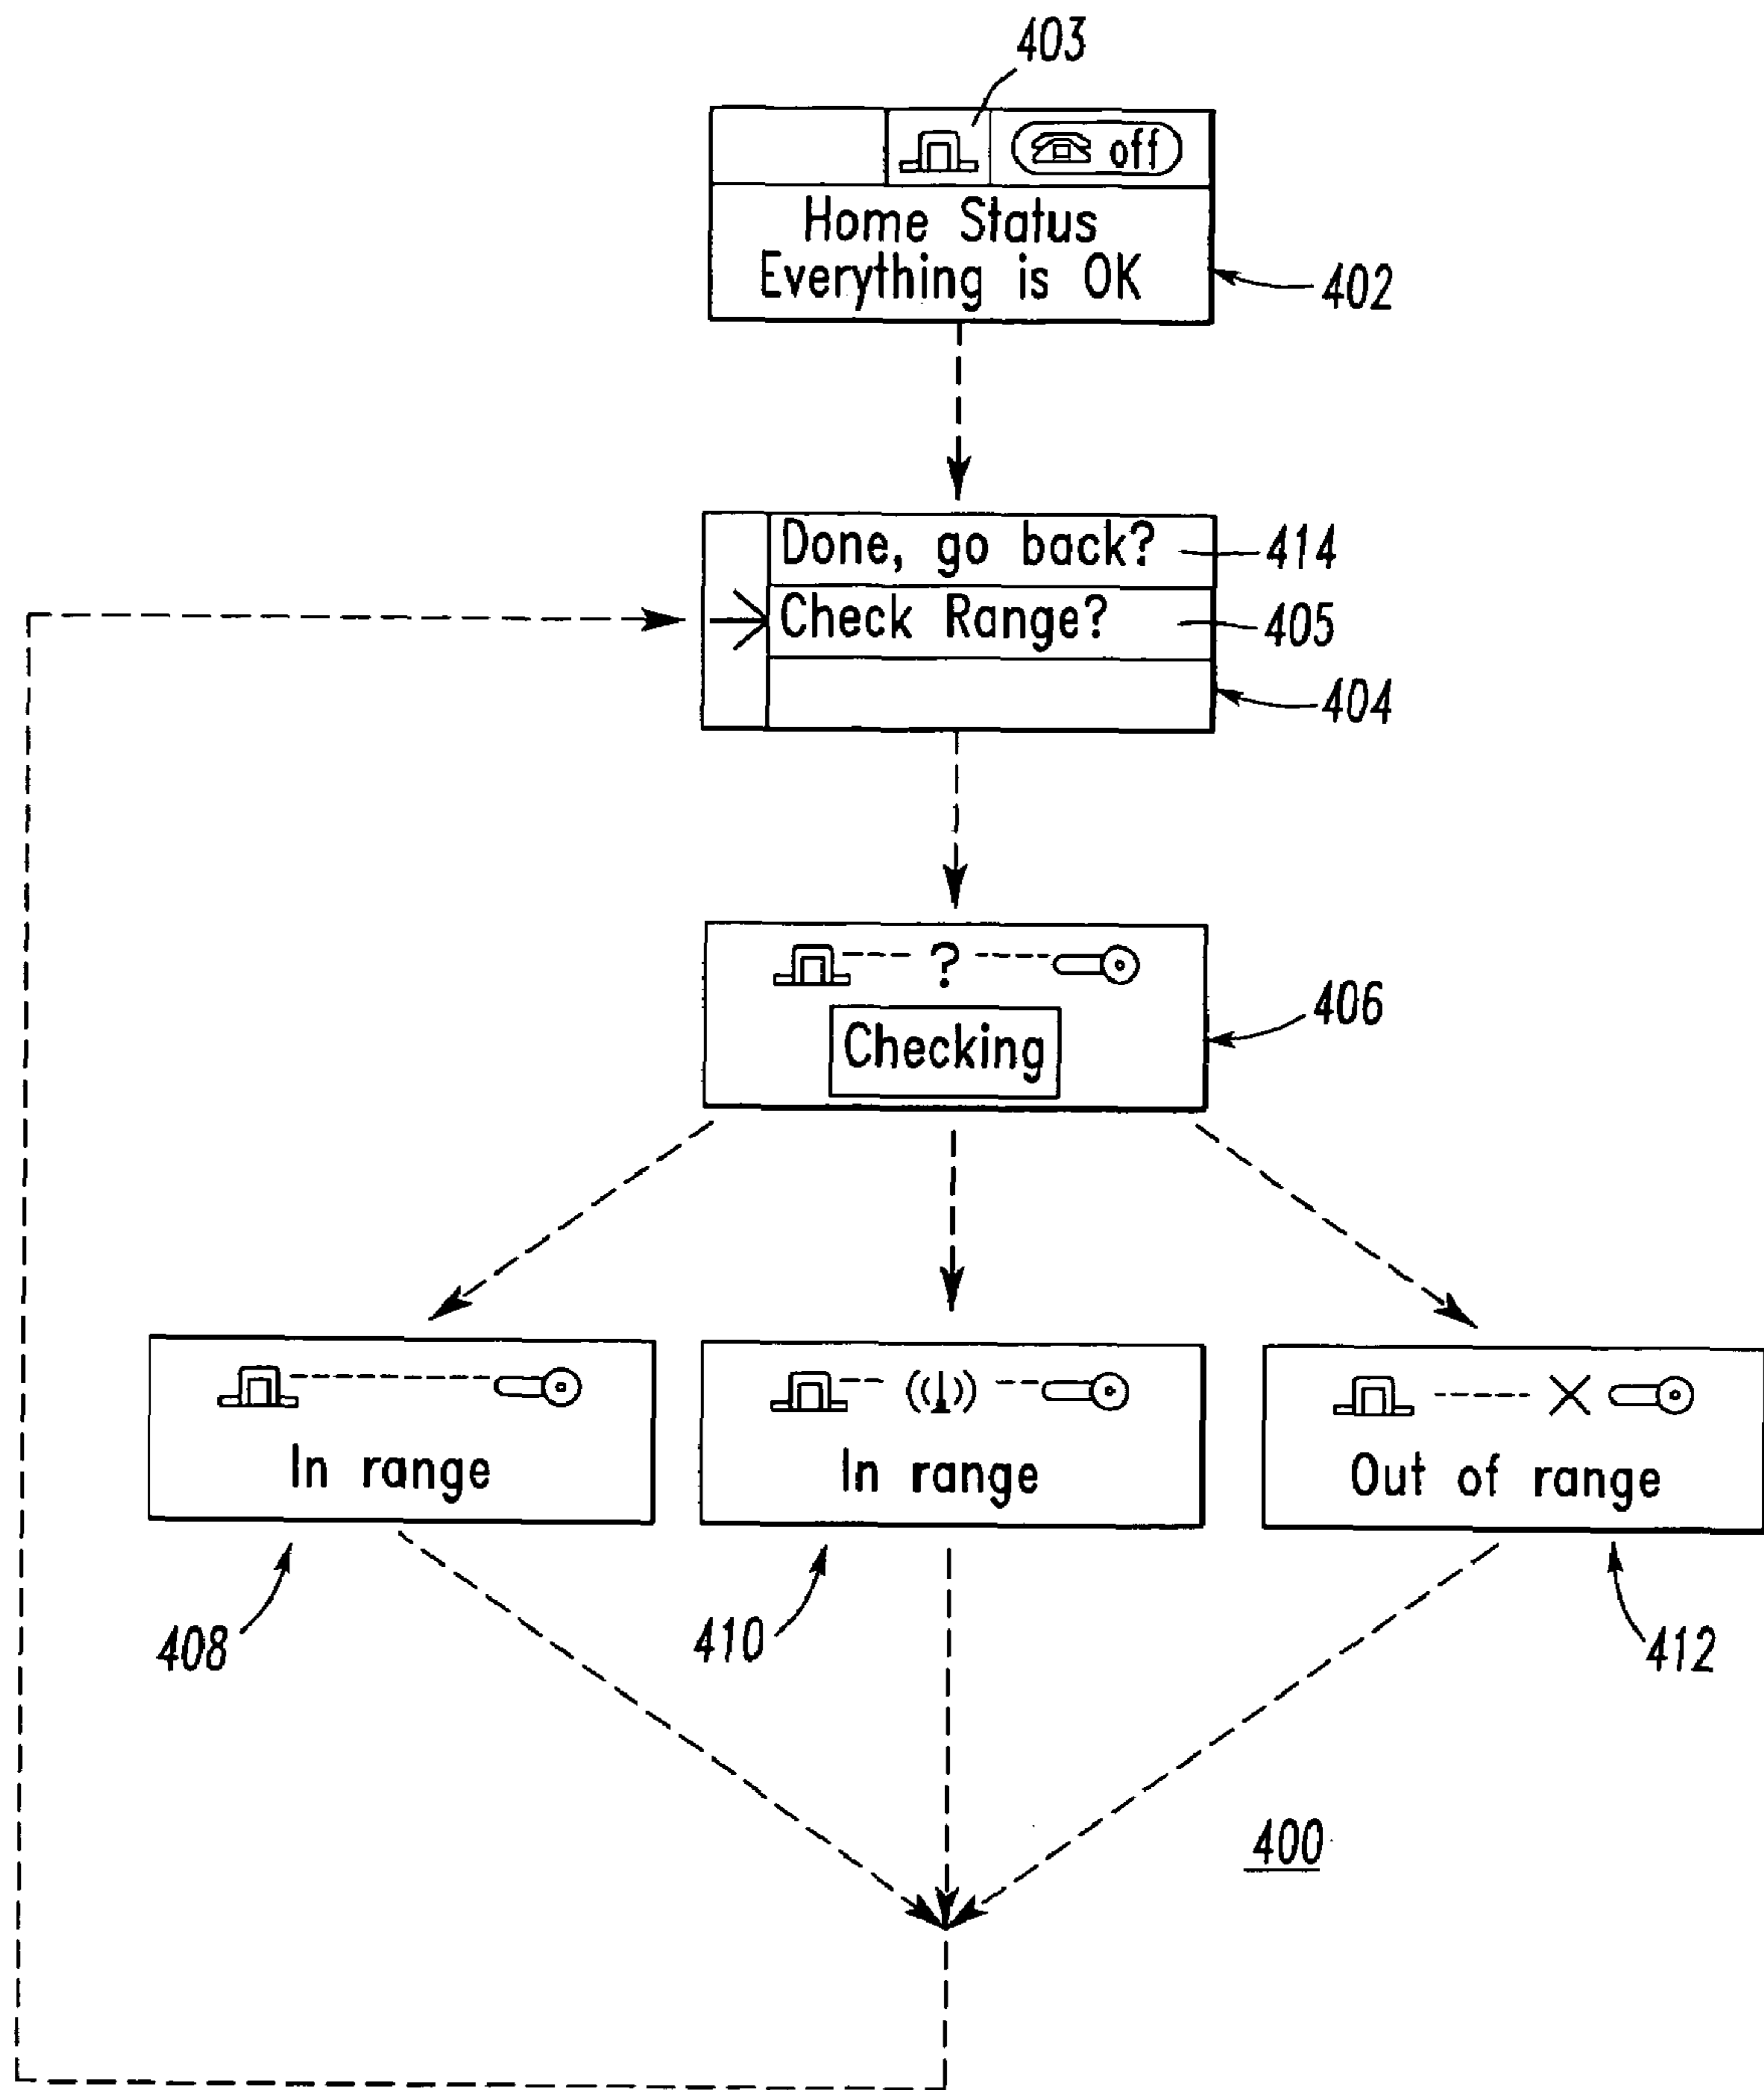 403
off
Home Status
Everything is OK
402
Done, go back?
414
Check Range?
405
404
?
Checking
406
In range
In range
Out of range
408
410
412
400